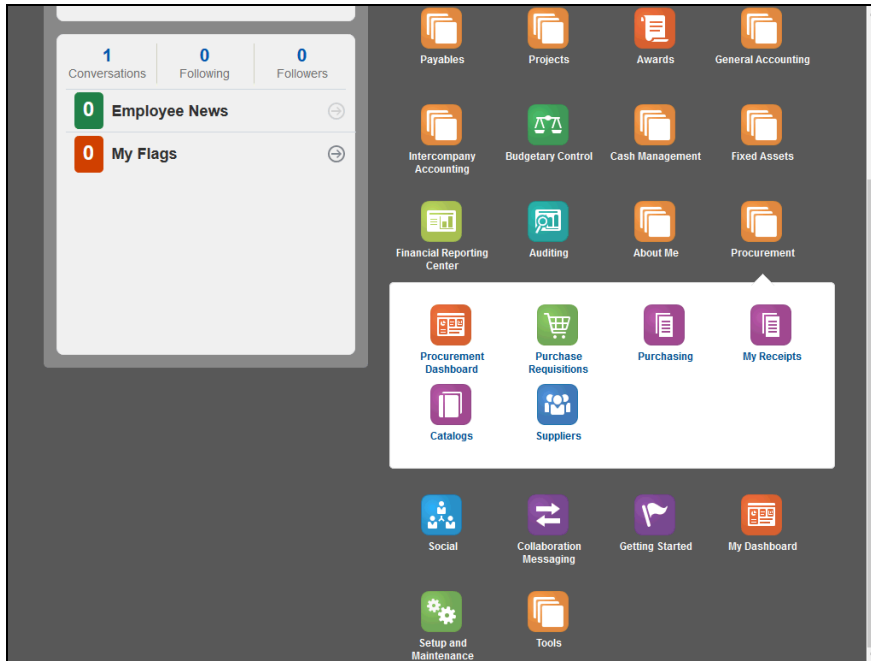 1 0 0
Conversations Following Followers
0 Employee News
0 My Flags
Payables Projects Awards General Accounting
Intercompany Accounting Budgetary Control Cash Management Fixed Assets
Financial Reporting Center Auditing About Me Procurement
Procurement Dashboard Purchase Requisitions Purchasing My Receipts
Catalogs Suppliers
Social Collaboration Messaging Getting Started My Dashboard
Setup and Maintenance Tools